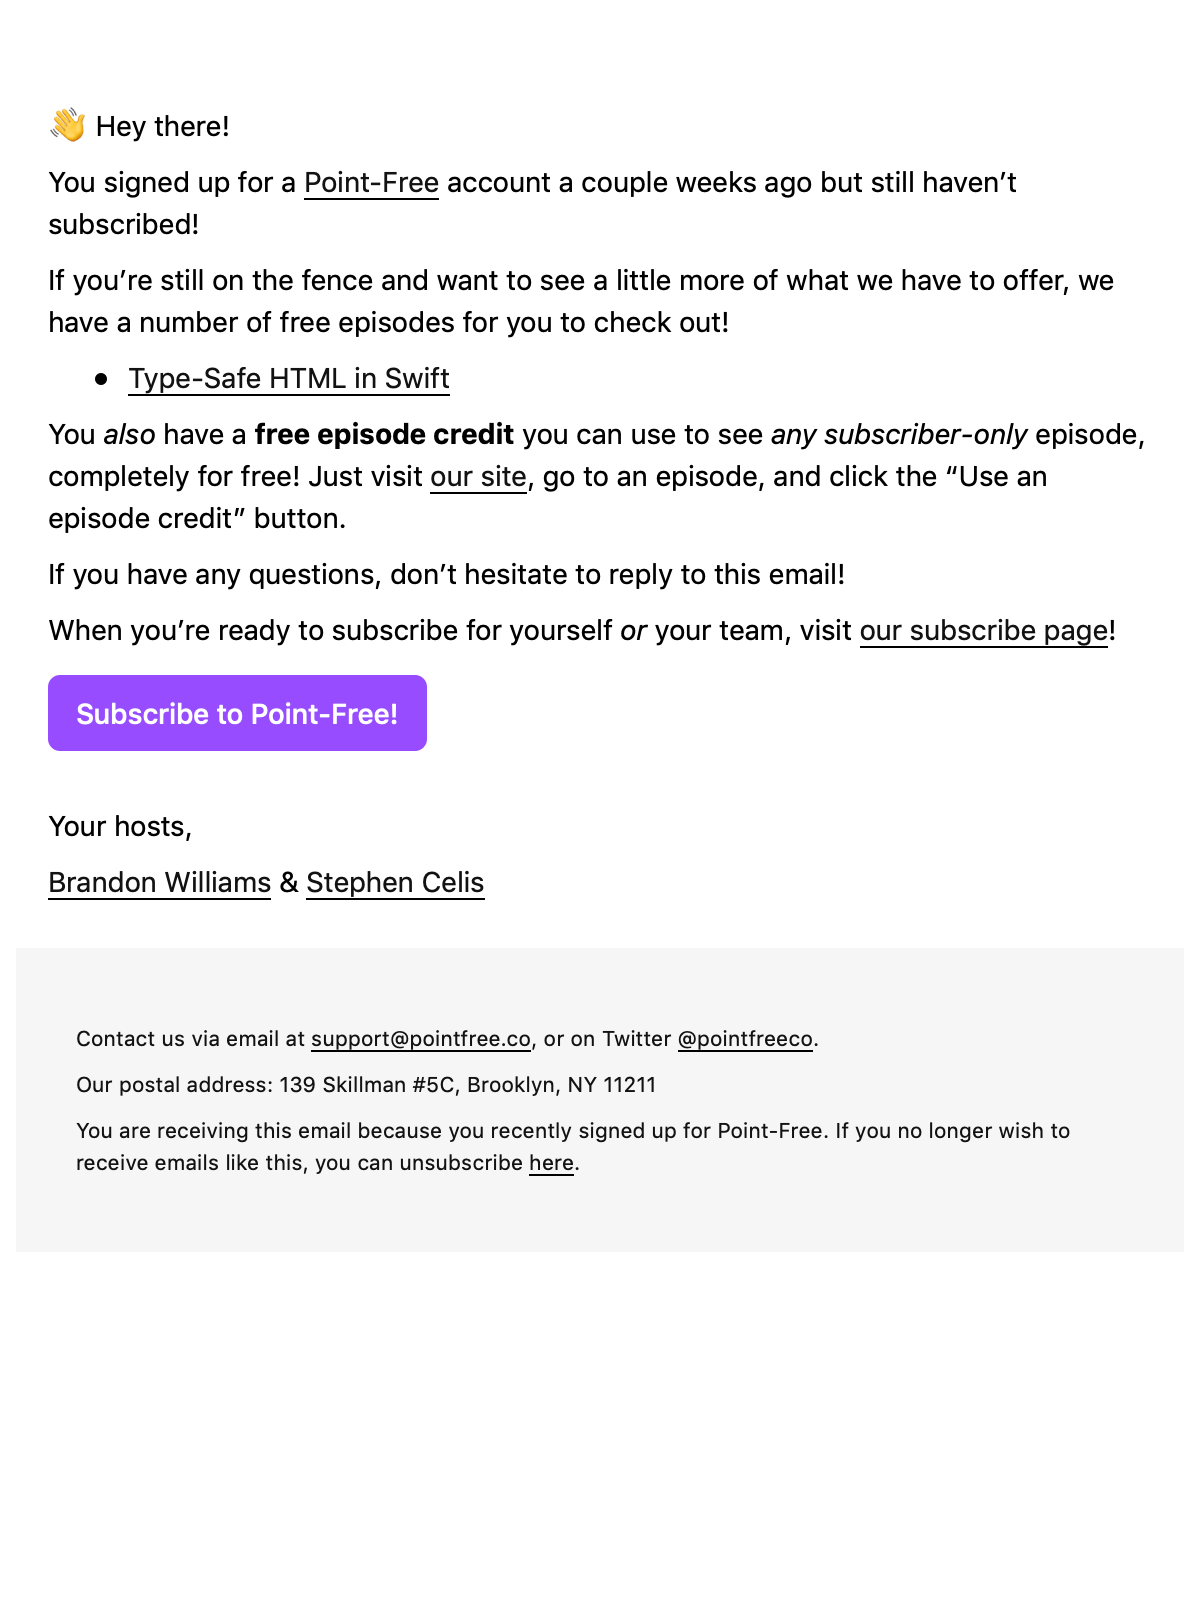 👋 Hey there!
You signed up for a Point-Free account a couple weeks ago but still haven’t
subscribed!
If you’re still on the fence and want to see a little more of what we have to offer, we
have a number of free episodes for you to check out!
• Type-Safe HTML in Swift
You also have a free episode credit you can use to see any subscriber-only episode,
completely for free! Just visit our site, go to an episode, and click the “Use an
episode credit” button.
If you have any questions, don’t hesitate to reply to this email!
When you’re ready to subscribe for yourself or your team, visit our subscribe page!
Subscribe to Point-Free!
Your hosts,
Brandon Williams & Stephen Celis
Contact us via email at support@pointfree.co, or on Twitter @pointfreeco.
Our postal address: 139 Skillman #5C, Brooklyn, NY 11211
You are receiving this email because you recently signed up for Point-Free. If you no longer wish to
receive emails like this, you can unsubscribe here.